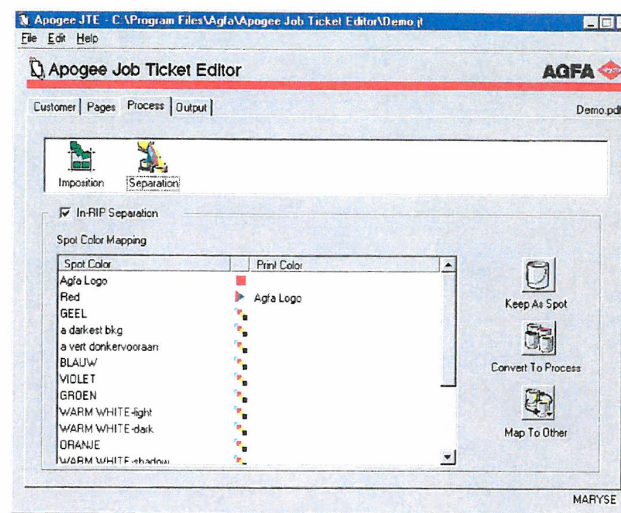 Apogee JTE - C:\Program Files\Agfa\Apogee Job Ticket Editor\Demo.jt
File Edit Help
Apogee Job Ticket Editor
AGFA
Customer Pages Process Output
Demo.pdf
Imposition Separation
In-RIP Separation
Spot Color Mapping
Spot Color Print Color
Agfa Logo
Red Agfa Logo
GEEL
a darkest bkg
a vert donkervooraan
BLAUW
VIOLET
GROEN
WARM WHITE-light
WARM WHITE-dark
ORANJE
WARM WHITE-shadow
Keep As Spot
Convert To Process
Map To Other
MARYSE